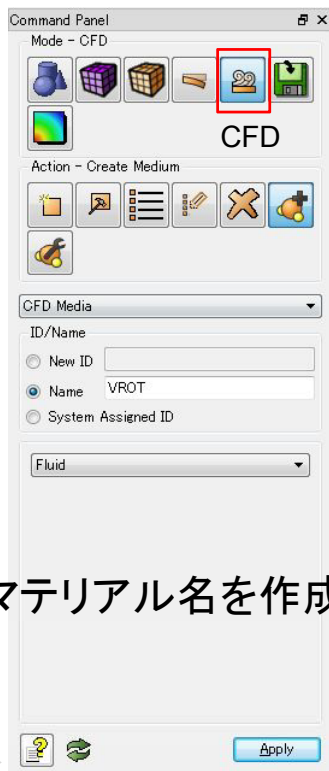 Command Panel
Mode - CFD
CFD
Action - Create Medium
CFD Media
ID/Name
New ID
Name VROT
System Assigned ID
Fluid
マテリアル名を作成
Apply